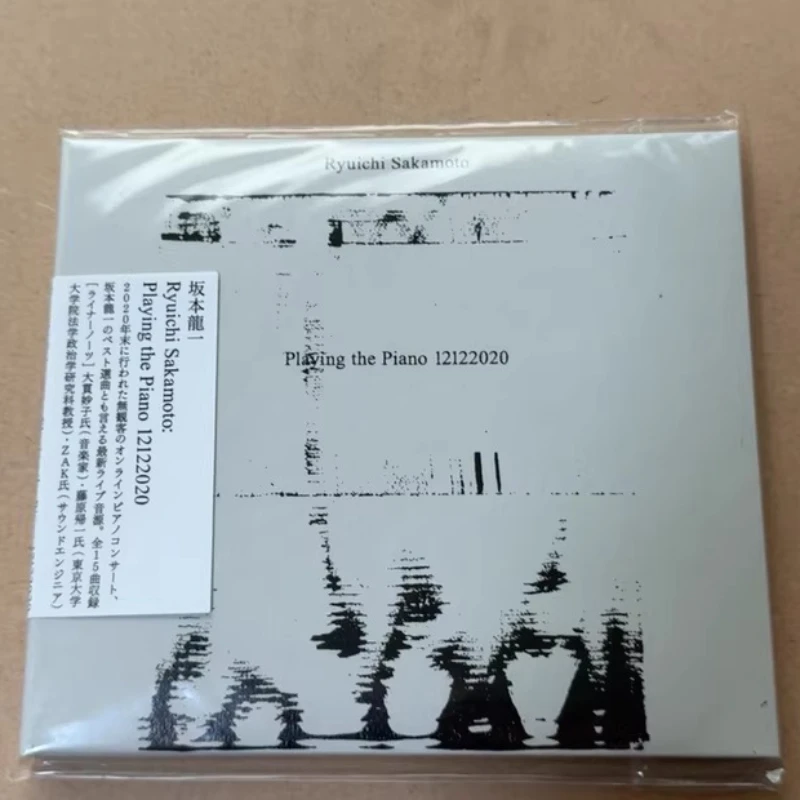 Ryuichi Sakamoto
Playing the Piano 12122020
坂本龍一
Ryuichi Sakamoto:
Playing the Piano 12122020
2020年末に行われた無観客のオンラインピアノコンサート、
坂本龍一のベスト選曲とも言える最新ライブ音源。全15曲収録
［ライナーノーツ］大貫妙子氏（音楽家）・藤原帰一氏（東京大学
大学院法学政治学研究科教授）・ZAK氏（サウンドエンジニア）